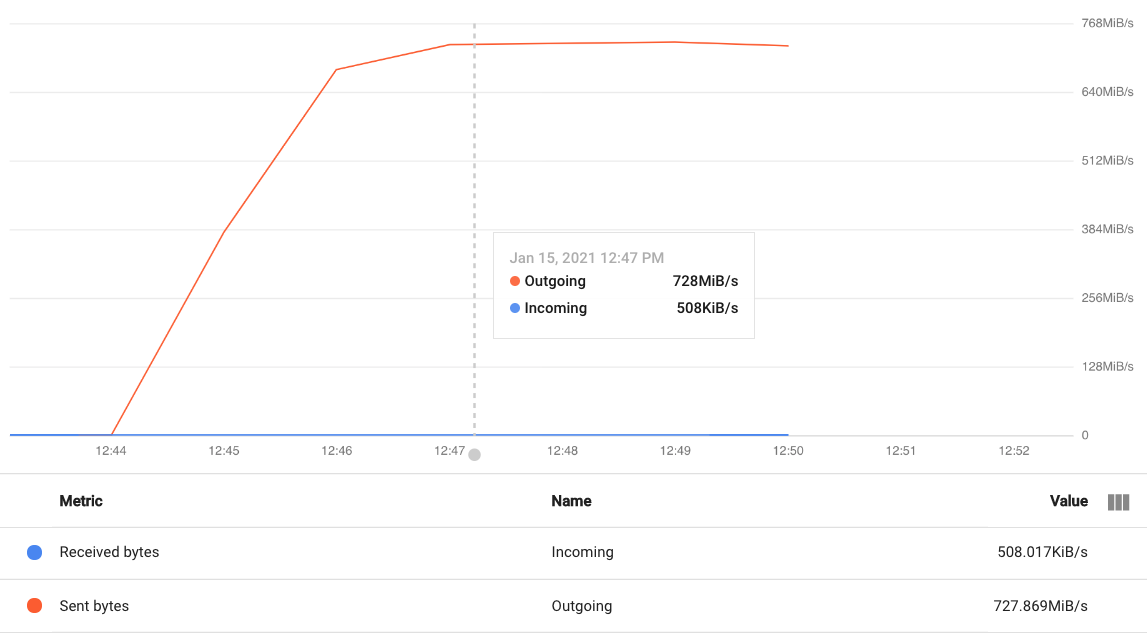 768MiB/s
640MiB/s
512MiB/s
384MiB/s
Jan 15, 2021 12:47 PM
Outgoing 728MiB/s
256MiB/s
Incoming 508KiB/s
128MiB/s
0
12:44 12:45 12:46 12:47 12:48 12:49 12:50 12:51 12:52
Metric Name Value
Received bytes Incoming 508.017KiB/s
Sent bytes Outgoing 727.869MiB/s